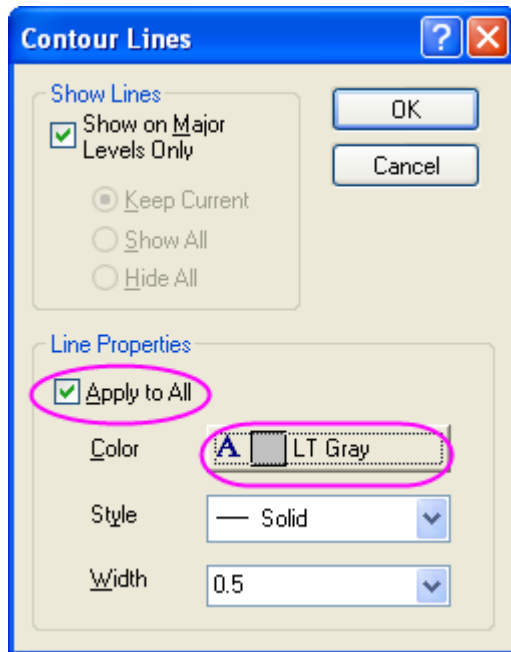 Contour Lines
?
Show Lines
Show on Major
Levels Only
Keep Current
Show All
Hide All
OK
Cancel
Line Properties
Apply to All
Color
A LT Gray
Style
Solid
Width
0.5